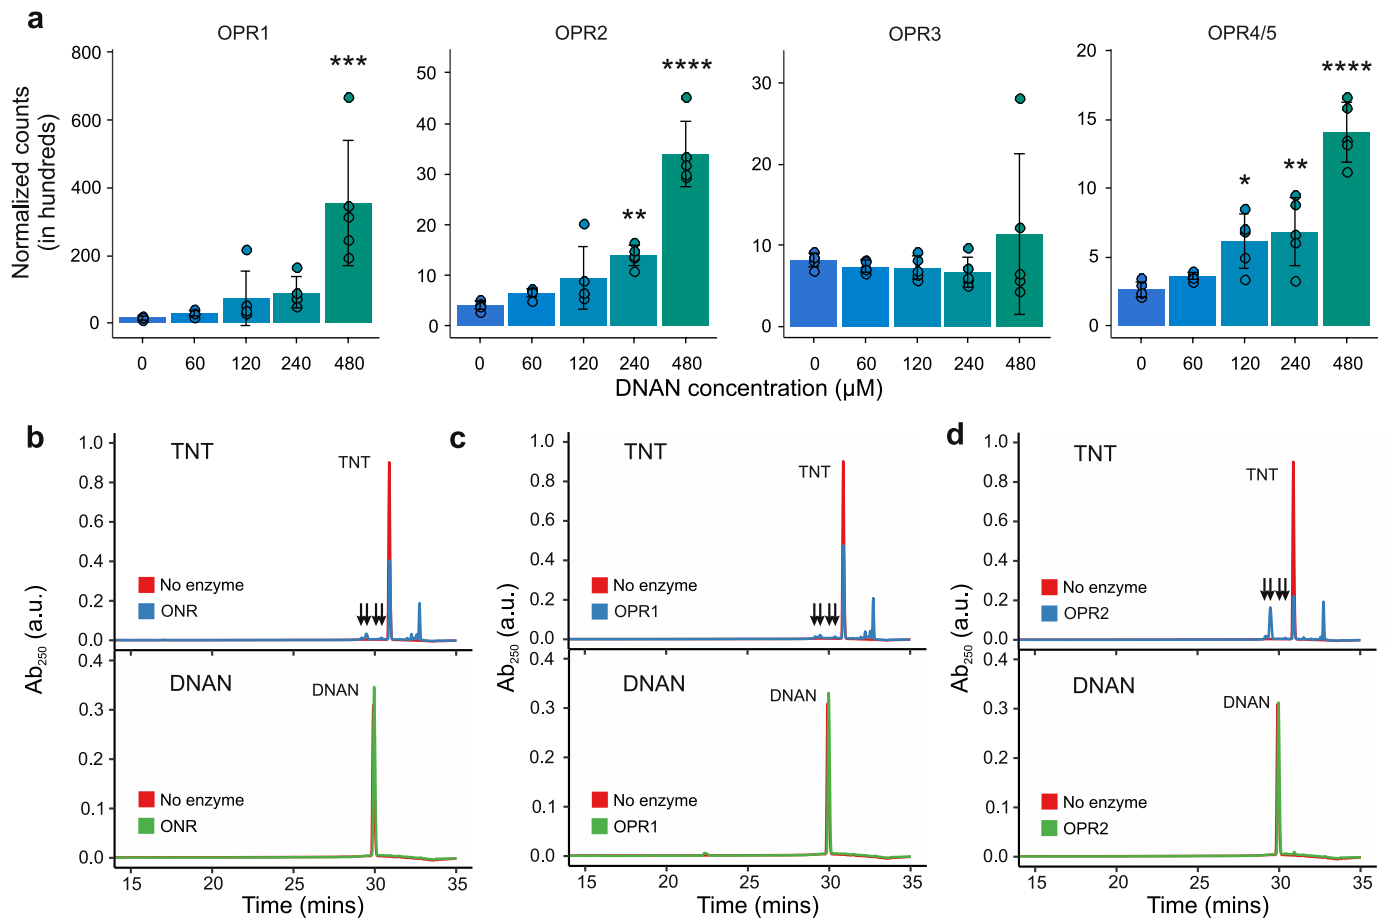 a
OPR1
OPR2
OPR3
OPR4/5
Normalized counts
(in hundreds)
800
600
400
200
0
***
0 60 120 240 480
50
40
30
20
10
0
**
****
0 60 120 240 480
30
20
10
0
0 60 120 240 480
20
15
10
5
0
*
**
****
0 60 120 240 480
DNAN concentration (µM)
b
TNT
TNT
1.0
0.8
0.6
0.4
0.2
0.0
No enzyme
ONR
Ab250 (a.u.)
DNAN
DNAN
0.4
0.3
0.2
0.1
0.0
No enzyme
ONR
15 20 25 30 35
Time (mins)
c
TNT
TNT
1.0
0.8
0.6
0.4
0.2
0.0
No enzyme
OPR1
Ab250 (a.u.)
DNAN
DNAN
0.4
0.3
0.2
0.1
0.0
No enzyme
OPR1
15 20 25 30 35
Time (mins)
d
TNT
TNT
1.0
0.8
0.6
0.4
0.2
0.0
No enzyme
OPR2
Ab250 (a.u.)
DNAN
DNAN
0.4
0.3
0.2
0.1
0.0
No enzyme
OPR2
15 20 25 30 35
Time (mins)